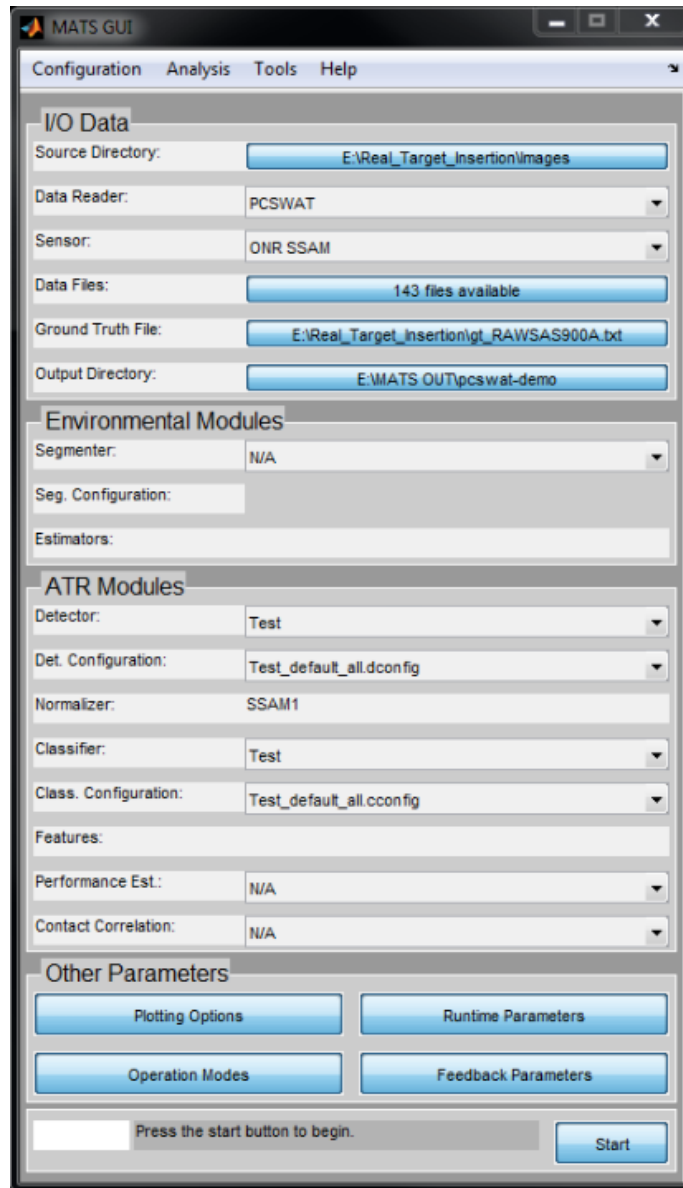 MATS GUI
Configuration Analysis Tools Help
I/O Data
Source Directory: E:\Real_Target_Insertion\Images
Data Reader: PCSWAT
Sensor: ONR SSAM
Data Files: 143 files available
Ground Truth File: E:\Real_Target_Insertion\gt_RAWSAS900A.txt
Output Directory: E:\MATS OUT\pcswat-demo
Environmental Modules
Segmenter: N/A
Seg. Configuration:
Estimators:
ATR Modules
Detector: Test
Det. Configuration: Test_default_all.dconfig
Normalizer: SSAM1
Classifier: Test
Class. Configuration: Test_default_all.cconfig
Features:
Performance Est.: N/A
Contact Correlation: N/A
Other Parameters
Plotting Options Runtime Parameters
Operation Modes Feedback Parameters
Press the start button to begin. Start